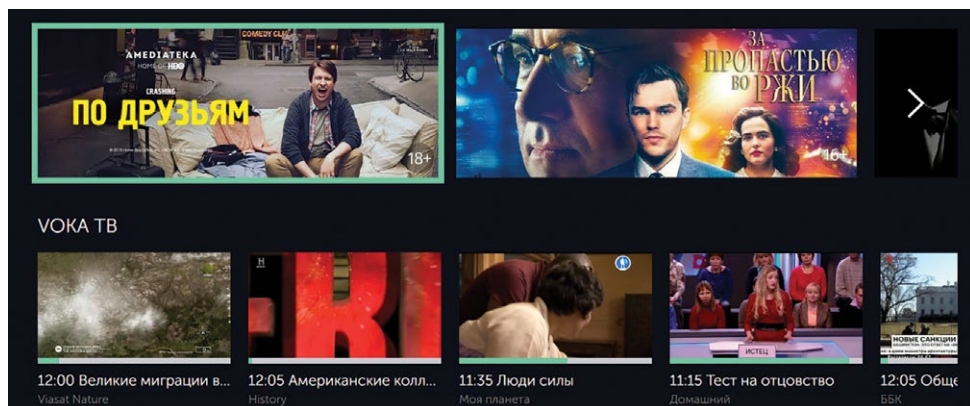 COMEDY
AMEDIATEKA
HOME OF HBO
CRASHING
ПО ДРУЗЬЯМ
18+
ЗА
ПРОПАСТЬЮ
ВО РЖИ
16+
VOKA ТВ
ИСТЕЦ
НОВЫЕ САНКЦИИ
12:00 Великие миграции в...
12:05 Американские колл...
11:35 Люди силы
11:15 Тест на отцовство
12:05 Обще
Viasat Nature
History
Моя планета
Домашний
ББК